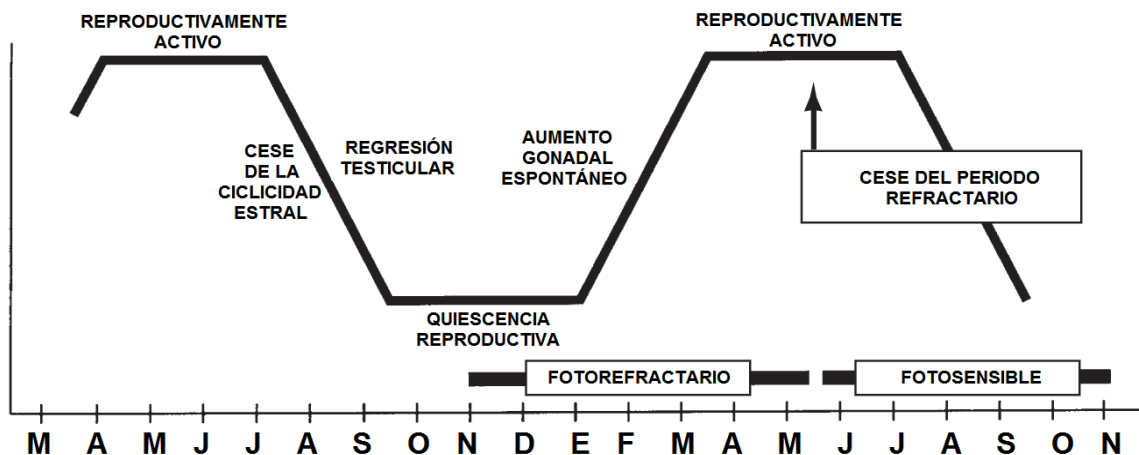 REPRODUCTIVAMENTE
ACTIVO
REPRODUCTIVAMENTE
ACTIVO
CESE
DE LA
CICLICIDAD
ESTRAL
REGRESIÓN
TESTICULAR
AUMENTO
GONADAL
ESPONTÁNEO
CESE DEL PERIODO
REFRACTARIO
QUIESCENCIA
REPRODUCTIVA
FOTOREFRACTARIO
FOTOSENSIBLE
M A M J J A S O N D E F M A M J J A S O N